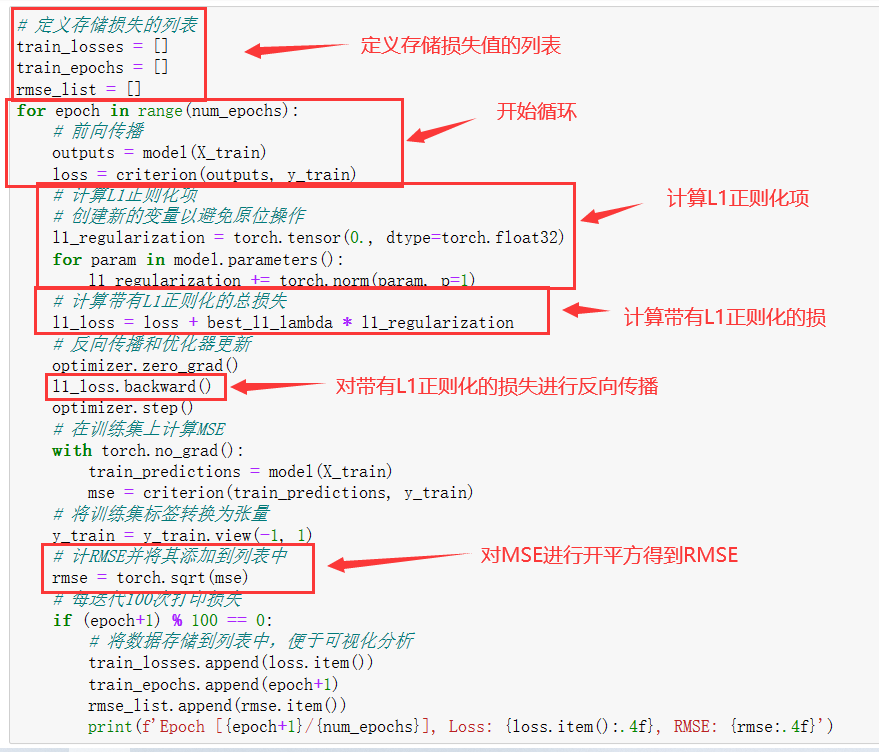 # 定义存储损失的列表
train_losses = []
定义存储损失值的列表
train_epochs = []
rmse_list = []
for epoch in range(num_epochs):
开始循环
# 前向传播
outputs = model(X_train)
loss = criterion(outputs, y_train)
# 计算L1正则化项
计算L1正则化项
# 创建新的变量以避免原位操作
l1_regularization = torch.tensor(0., dtype=torch.float32)
for param in model.parameters():
l1_regularization += torch.norm(param, p=1)
# 计算带有L1正则化的总损失
计算带有L1正则化的损
l1_loss = loss + best_l1_lambda * l1_regularization
# 反向传播和优化器更新
optimizer.zero_grad()
l1_loss.backward()
对带有L1正则化的损失进行反向传播
optimizer.step()
# 在训练集上计算MSE
with torch.no_grad():
train_predictions = model(X_train)
mse = criterion(train_predictions, y_train)
# 将训练集标签转换为张量
y_train = y_train.view(-1, 1)
# 计RMSE并将其添加到列表中
对MSE进行开平方得到RMSE
rmse = torch.sqrt(mse)
# 每迭代100次打印损失
if (epoch+1) % 100 == 0:
# 将数据存储到列表中，便于可视化分析
train_losses.append(loss.item())
train_epochs.append(epoch+1)
rmse_list.append(rmse.item())
print(f'Epoch [{epoch+1}/{num_epochs}], Loss: {loss.item():.4f}, RMSE: {rmse:.4f}')